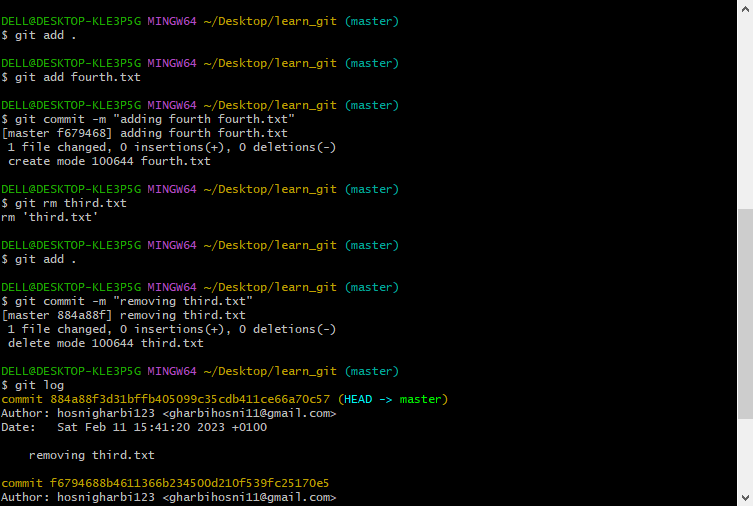 DELL@DESKTOP-KLE3P5G MINGW64 ~/Desktop/learn_git (master)
$ git add .
DELL@DESKTOP-KLE3P5G MINGW64 ~/Desktop/learn_git (master)
$ git add fourth.txt
DELL@DESKTOP-KLE3P5G MINGW64 ~/Desktop/learn_git (master)
$ git commit -m "adding fourth fourth.txt"
[master f679468] adding fourth fourth.txt
 1 file changed, 0 insertions(+), 0 deletions(-)
 create mode 100644 fourth.txt
DELL@DESKTOP-KLE3P5G MINGW64 ~/Desktop/learn_git (master)
$ git rm third.txt
rm 'third.txt'
DELL@DESKTOP-KLE3P5G MINGW64 ~/Desktop/learn_git (master)
$ git add .
DELL@DESKTOP-KLE3P5G MINGW64 ~/Desktop/learn_git (master)
$ git commit -m "removing third.txt"
[master 884a88f] removing third.txt
 1 file changed, 0 insertions(+), 0 deletions(-)
 delete mode 100644 third.txt
DELL@DESKTOP-KLE3P5G MINGW64 ~/Desktop/learn_git (master)
$ git log
commit 884a88f3d31bffb405099c35cdb411ce66a70c57 (HEAD -> master)
Author: hosnigharbi123 <gharbihosni11@gmail.com>
Date:   Sat Feb 11 15:41:20 2023 +0100
    removing third.txt
commit f6794688b4611366b234500d210f539fc25170e5
Author: hosnigharbi123 <gharbihosni11@gmail.com>